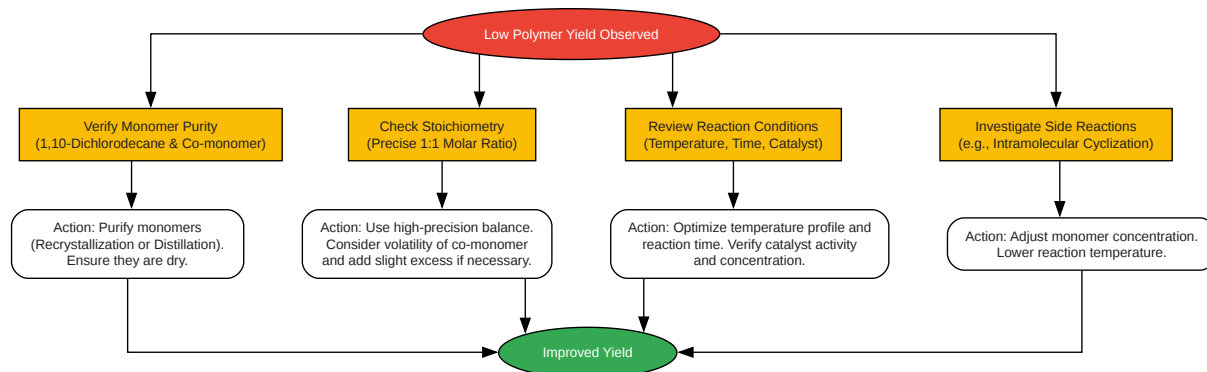 Low Polymer Yield Observed
Verify Monomer Purity
(1,10-Dichlorodecane & Co-monomer)
Check Stoichiometry
(Precise 1:1 Molar Ratio)
Review Reaction Conditions
(Temperature, Time, Catalyst)
Investigate Side Reactions
(e.g., Intramolecular Cyclization)
Action: Purify monomers
(Recrystallization or Distillation).
Ensure they are dry.
Action: Use high-precision balance.
Consider volatility of co-monomer
and add slight excess if necessary.
Action: Optimize temperature profile and
reaction time. Verify catalyst activity
and concentration.
Action: Adjust monomer concentration.
Lower reaction temperature.
Improved Yield